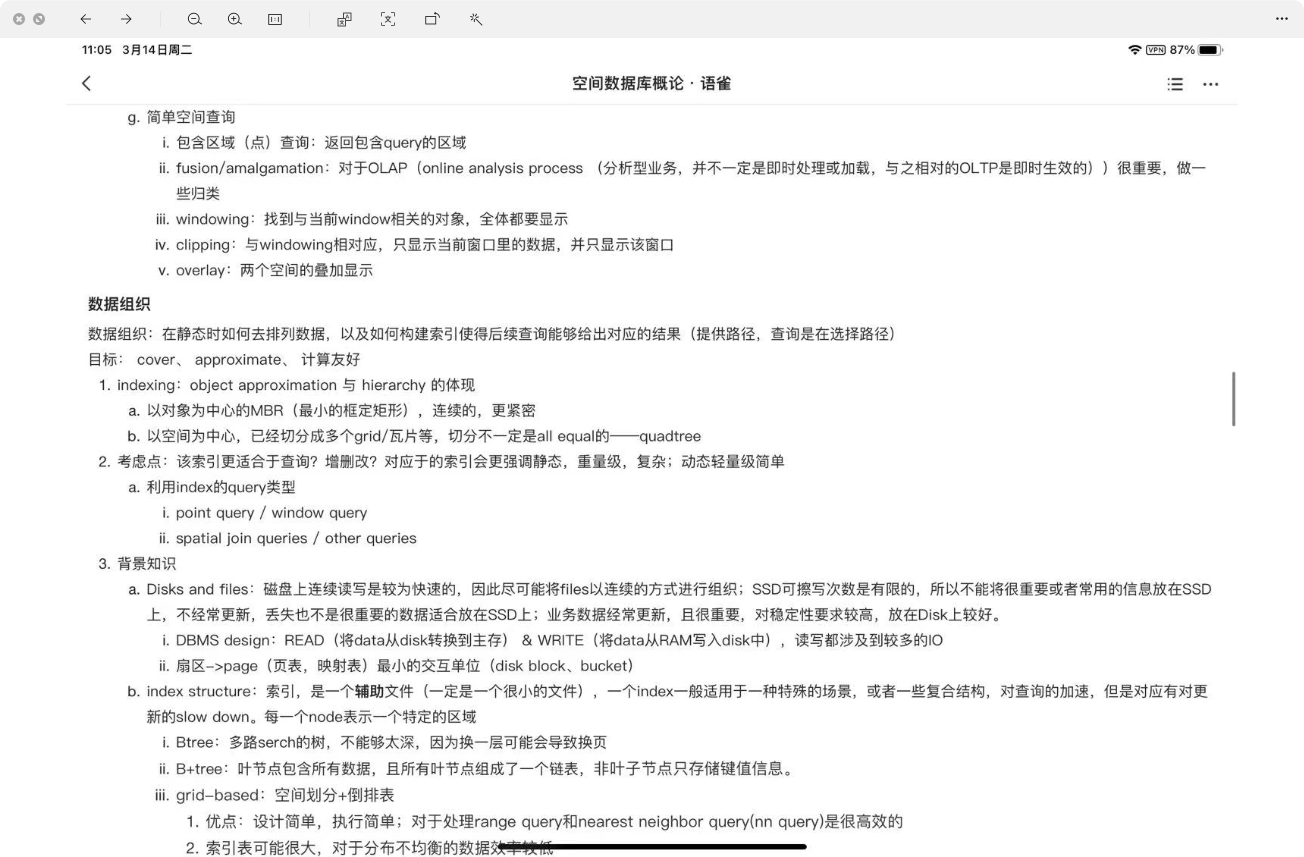 11:05 3月14日周二
VPN 87%
空间数据库概论 · 语雀
g. 简单空间查询
i. 包含区域（点）查询：返回包含query的区域
ii. fusion/amalgamation：对于OLAP（online analysis process （分析型业务，并不一定是即时处理或加载，与之相对的OLTP是即时生效的））很重要，做一
些归类
iii. windowing：找到与当前window相关的对象，全体都要显示
iv. clipping：与windowing相对应，只显示当前窗口里的数据，并只显示该窗口
v. overlay：两个空间的叠加显示
数据组织
数据组织：在静态时如何去排列数据，以及如何构建索引使得后续查询能够给出对应的结果（提供路径，查询是在选择路径）
目标： cover、 approximate、 计算友好
1. indexing：object approximation 与 hierarchy 的体现
a. 以对象为中心的MBR（最小的框定矩形），连续的，更紧密
b. 以空间为中心，已经切分成多个grid/瓦片等，切分不一定是all equal的——quadtree
2. 考虑点：该索引更适合于查询？增删改？对应于的索引会更强调静态，重量级，复杂；动态轻量级简单
a. 利用index的query类型
i. point query / window query
ii. spatial join queries / other queries
3. 背景知识
a. Disks and files：磁盘上连续读写是较为快速的，因此尽可能将files以连续的方式进行组织；SSD可擦写次数是有限的，所以不能将很重要或者常用的信息放在SSD
上，不经常更新，丢失也不是很重要的数据适合放在SSD上；业务数据经常更新，且很重要，对稳定性要求较高，放在Disk上较好。
i. DBMS design：READ（将data从disk转换到主存） & WRITE（将data从RAM写入disk中），读写都涉及到较多的IO
ii. 扇区–>page（页表，映射表）最小的交互单位（disk block、bucket）
b. index structure：索引，是一个辅助文件（一定是一个很小的文件），一个index一般适用于一种特殊的场景，或者一些复合结构，对查询的加速，但是对应有对更
新的slow down。每一个node表示一个特定的区域
i. Btree：多路serch的树，不能够太深，因为换一层可能会导致换页
ii. B+tree：叶节点包含所有数据，且所有叶节点组成了一个链表，非叶子节点只存储键值信息。
iii. grid–based：空间划分+倒排表
1. 优点：设计简单，执行简单；对于处理range query和nearest neighbor query(nn query)是很高效的
2. 索引表可能很大，对于分布不均衡的数据效率较低